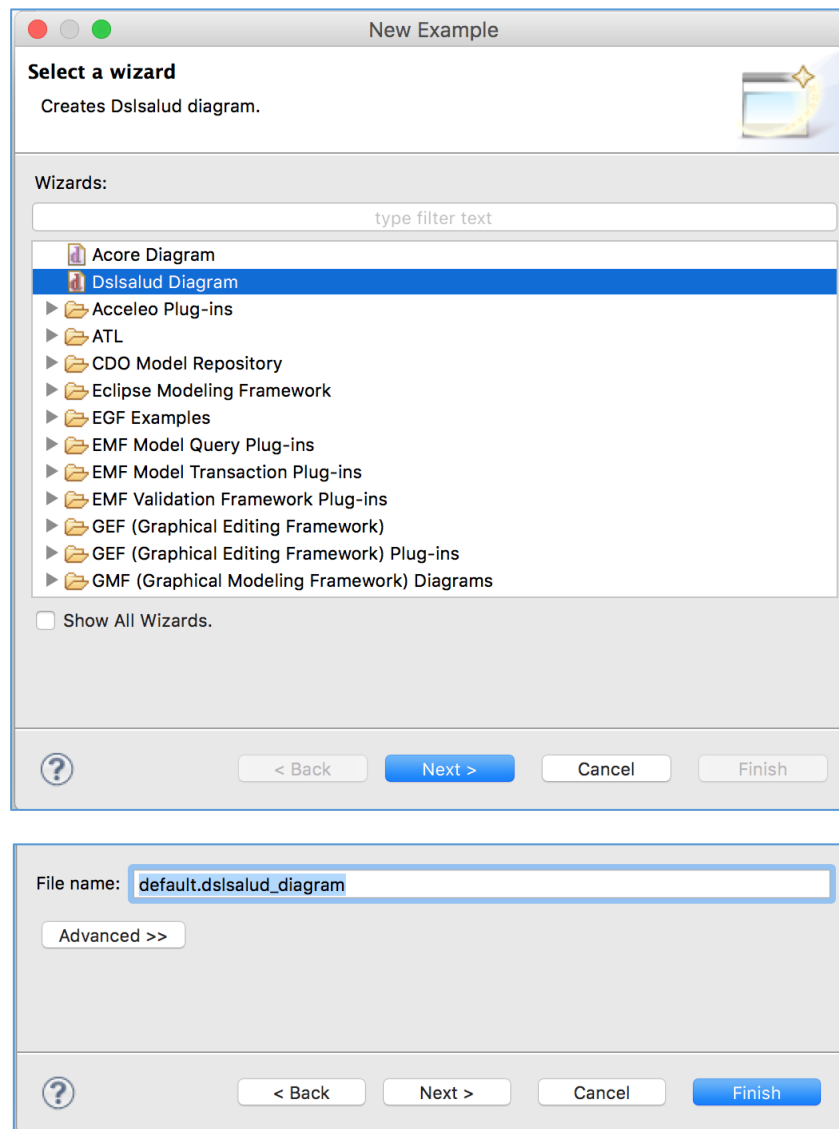 New Example
Select a wizard
Creates Dslsalud diagram.
Wizards:
type filter text
Acore Diagram
Dslsalud Diagram
Acceleo Plug-ins
ATL
CDO Model Repository
Eclipse Modeling Framework
EGF Examples
EMF Model Query Plug-ins
EMF Model Transaction Plug-ins
EMF Validation Framework Plug-ins
GEF (Graphical Editing Framework)
GEF (Graphical Editing Framework) Plug-ins
GMF (Graphical Modeling Framework) Diagrams
Show All Wizards.
? < Back Next > Cancel Finish
File name: default.dslsalud_diagram
Advanced >>
? < Back Next > Cancel Finish